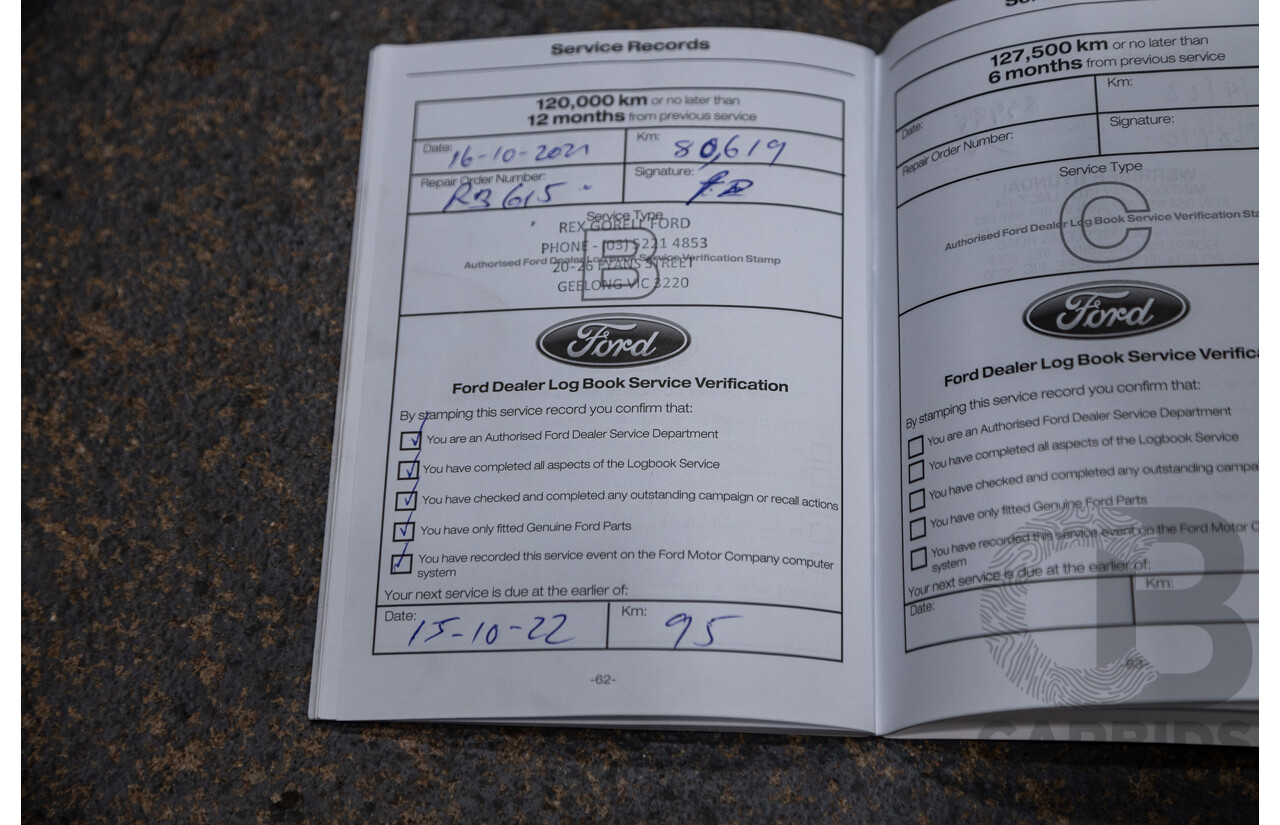 Service Records
120,000 km or no later than
12 months from previous service
Date: 16-10-2021
Km: 80,619
Repair Order Number: RB615
Signature:
Service Type
B
REX GORELL FORD
PHONE - (03) 5221 4853
Authorised Ford Dealer Log Book Service Verification Stamp
20-26 EVANS STREET
GEELONG VIC 3220
Ford
Ford Dealer Log Book Service Verification
By stamping this service record you confirm that:
You are an Authorised Ford Dealer Service Department
You have completed all aspects of the Logbook Service
You have checked and completed any outstanding campaign or recall actions
You have only fitted Genuine Ford Parts
You have recorded this service event on the Ford Motor Company computer
system
Your next service is due at the earlier of:
Date: 15-10-22
Km: 95
-62-
127,500 km or no later than
6 months from previous service
Date:
Km:
Repair Order Number:
Signature:
Service Type
C
Authorised Ford Dealer Log Book Service Verification Sta
Ford
Ford Dealer Log Book Service Verifica
By stamping this service record you confirm that:
You are an Authorised Ford Dealer Service Department
You have completed all aspects of the Logbook Service
You have checked and completed any outstanding campa
You have only fitted Genuine Ford Parts
You have recorded this service event on the Ford Motor C
system
Your next service is due at the earlier of:
Date:
Km:
-63-
CB
CARBIDS